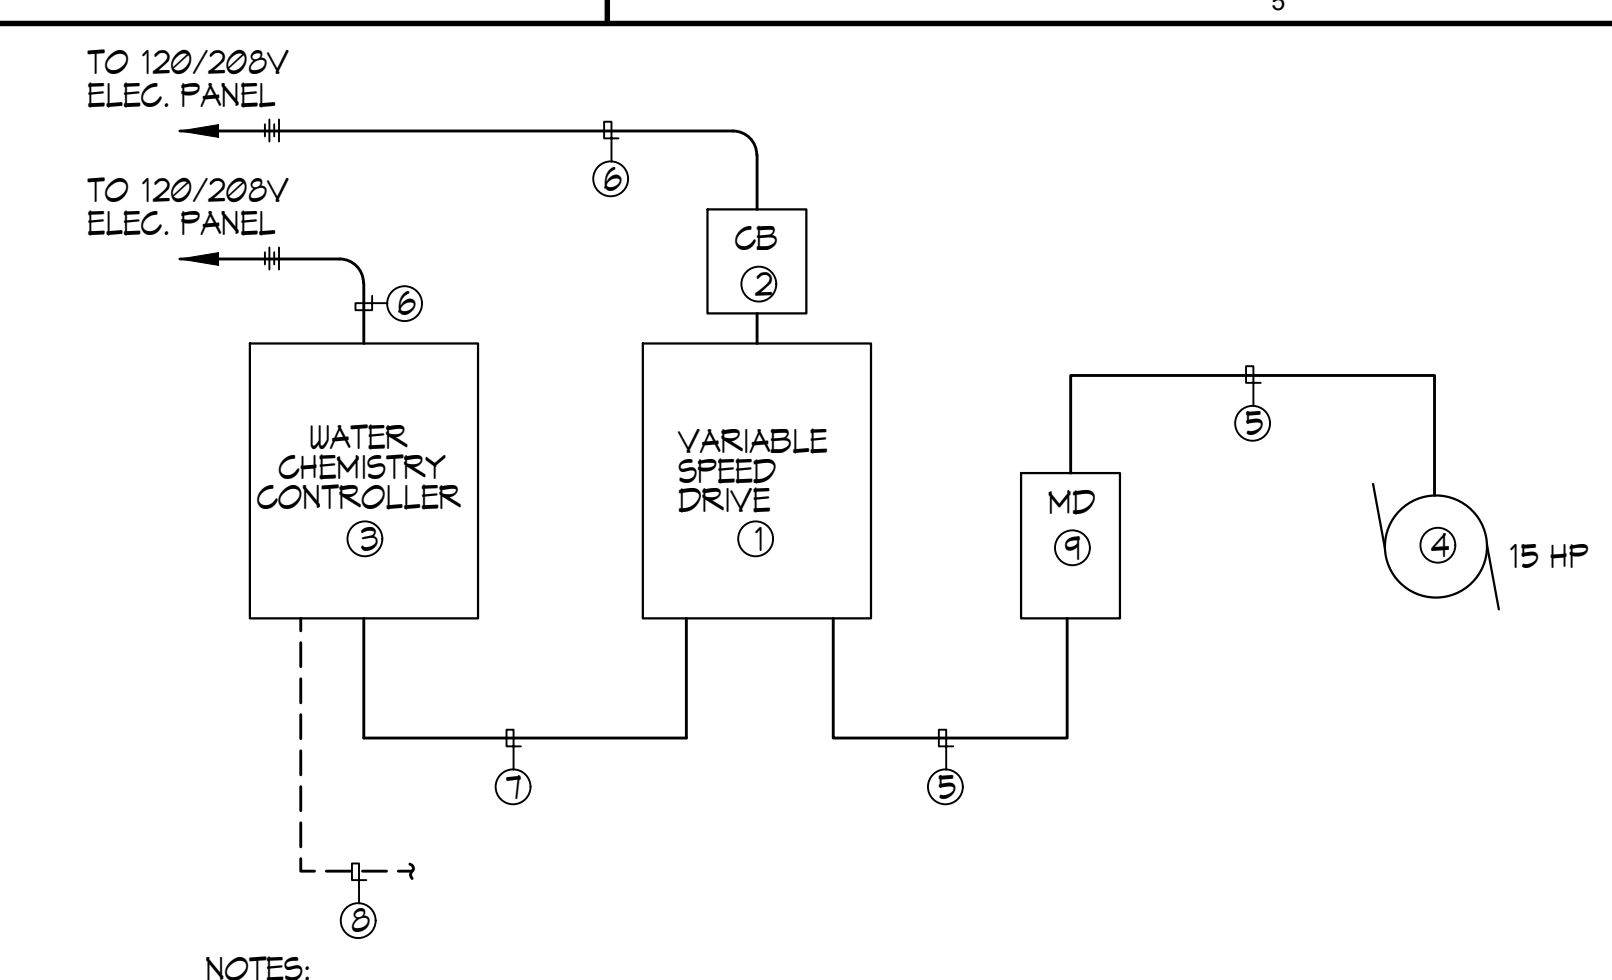 5
TO 120/208V
ELEC. PANEL
6
TO 120/208V
ELEC. PANEL
6
CB
2
WATER
CHEMISTRY
CONTROLLER
3
VARIABLE
SPEED
DRIVE
1
MD
9
5
4
15 HP
7
5
8
NOTES: